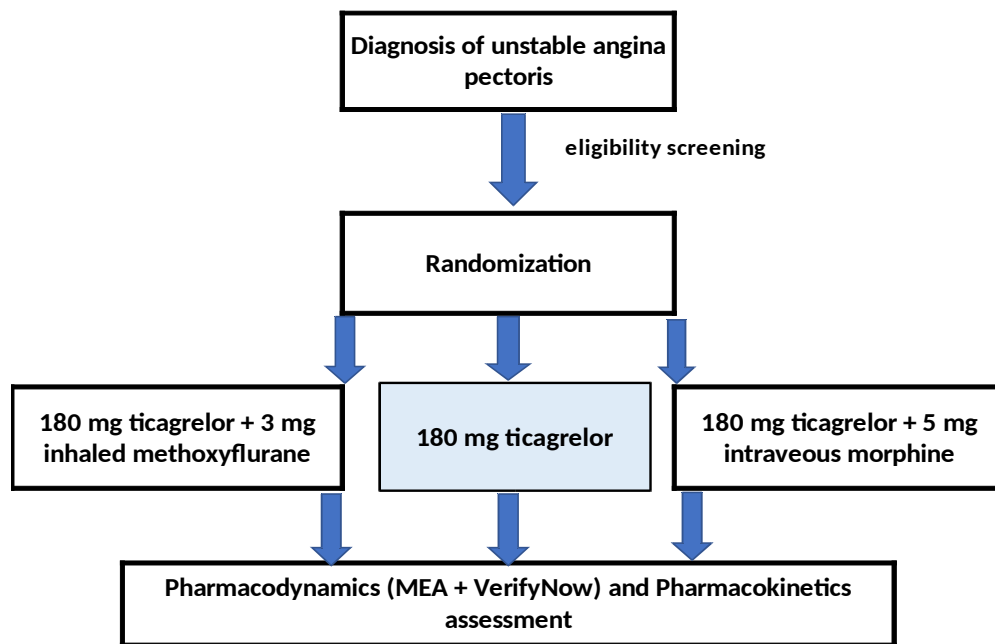 Diagnosis of unstable angina
pectoris
eligibility screening
Randomization
180 mg ticagrelor + 3 mg
inhaled methoxyflurane
180 mg ticagrelor
180 mg ticagrelor + 5 mg
intraveous morphine
Pharmacodynamics (MEA + VerifyNow) and Pharmacokinetics
assessment